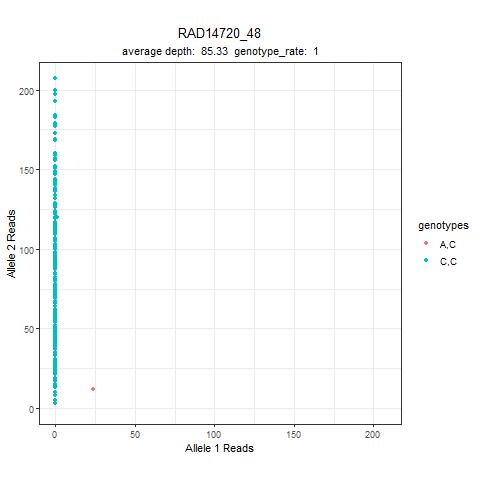 RAD14720_48
average depth: 85.33 genotype_rate: 1
200
150
100
50
0
Allele 2 Reads
0 50 100 150 200
Allele 1 Reads
genotypes
A,C
C,C